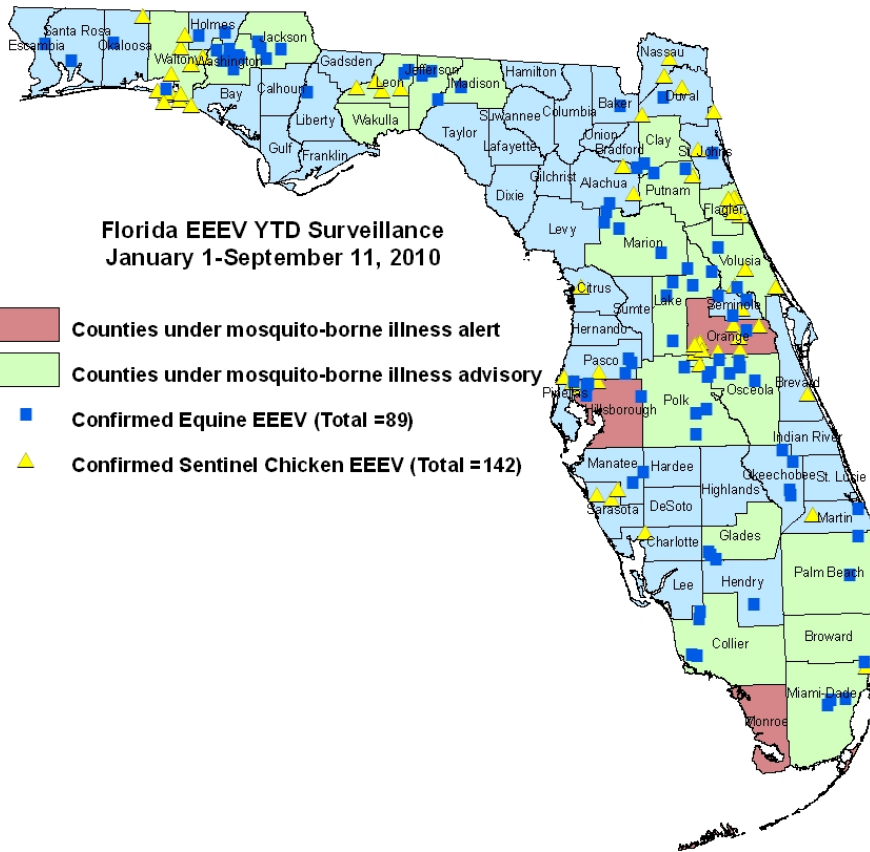 Escambia
Santa Rosa
Okaloosa
Walton
Holmes
Washington
Jackson
Bay
Calhoun
Gulf
Gadsden
Liberty
Franklin
Leon
Wakulla
Jefferson
Madison
Taylor
Hamilton
Suwannee
Lafayette
Dixie
Columbia
Gilchrist
Baker
Union
Bradford
Alachua
Levy
Nassau
Duval
Clay
St. Johns
Putnam
Flagler
Marion
Volusia
Citrus
Sumter
Lake
Seminole
Hernando
Orange
Pasco
Pinellas
Hillsborough
Polk
Osceola
Brevard
Indian River
Manatee
Hardee
Highlands
Okeechobee
St. Lucie
Sarasota
DeSoto
Martin
Charlotte
Glades
Lee
Hendry
Palm Beach
Collier
Broward
Monroe
Miami-Dade
Florida EEEV YTD Surveillance
January 1-September 11, 2010
Counties under mosquito-borne illness alert
Counties under mosquito-borne illness advisory
Confirmed Equine EEEV (Total =89)
Confirmed Sentinel Chicken EEEV (Total =142)